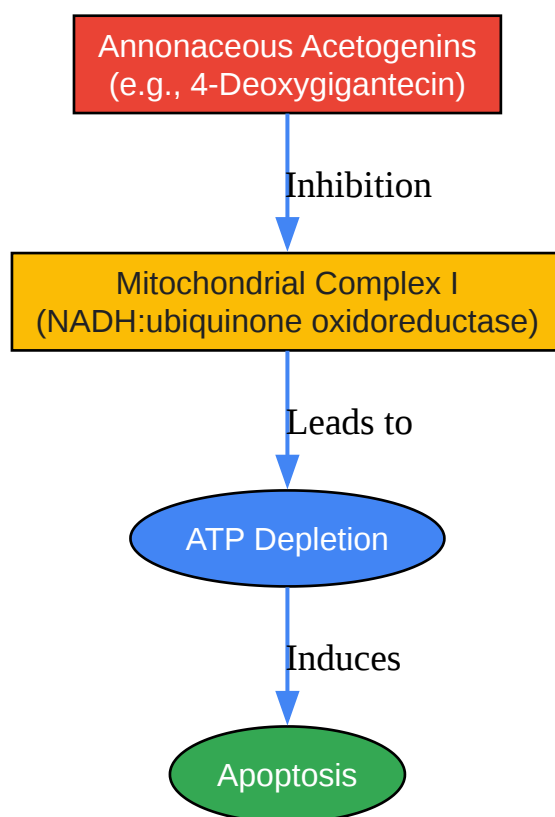 Annonaceous Acetogenins
(e.g., 4-Deoxygigantecin)
Inhibition
Mitochondrial Complex I
(NADH:ubiquinone oxidoreductase)
Leads to
ATP Depletion
Induces
Apoptosis